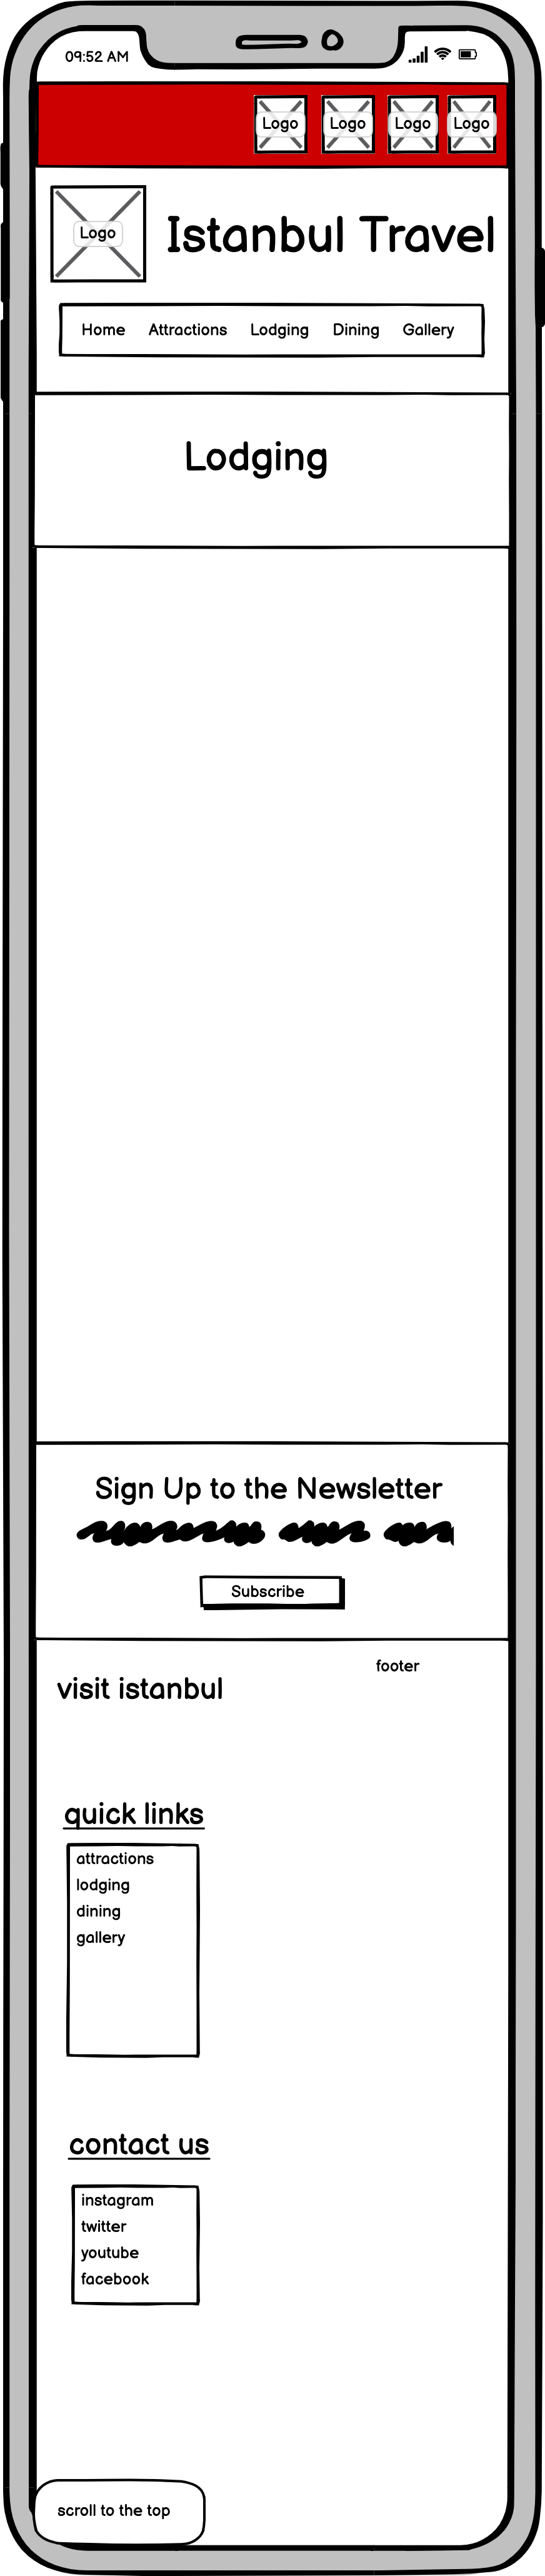 09:52 AM
Logo Logo Logo Logo
Logo
Istanbul Travel
Home Attractions Lodging Dining Gallery
Lodging
Sign Up to the Newsletter
Subscribe
footer
visit istanbul
quick links
attractions
lodging
dining
gallery
contact us
instagram
twitter
youtube
facebook
scroll to the top